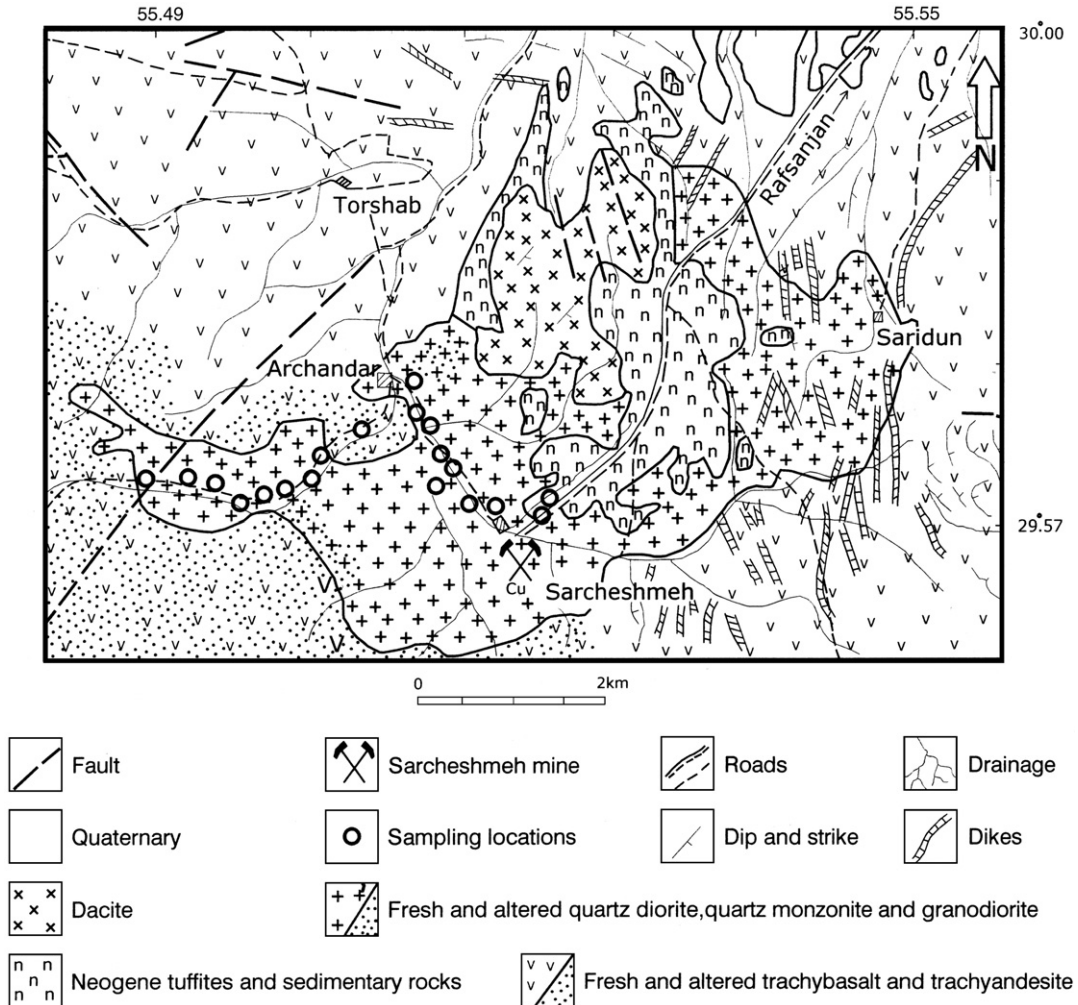 55.49
55.55
30.00
N
Rafsanjan
Torshab
Saridun
Archandar
29.57
Cu
Sarcheshmeh
0 2km
Fault
Sarcheshmeh mine
Roads
Drainage
Quaternary
Sampling locations
Dip and strike
Dikes
Dacite
Fresh and altered quartz diorite,quartz monzonite and granodiorite
Neogene tuffites and sedimentary rocks
Fresh and altered trachybasalt and trachyandesite